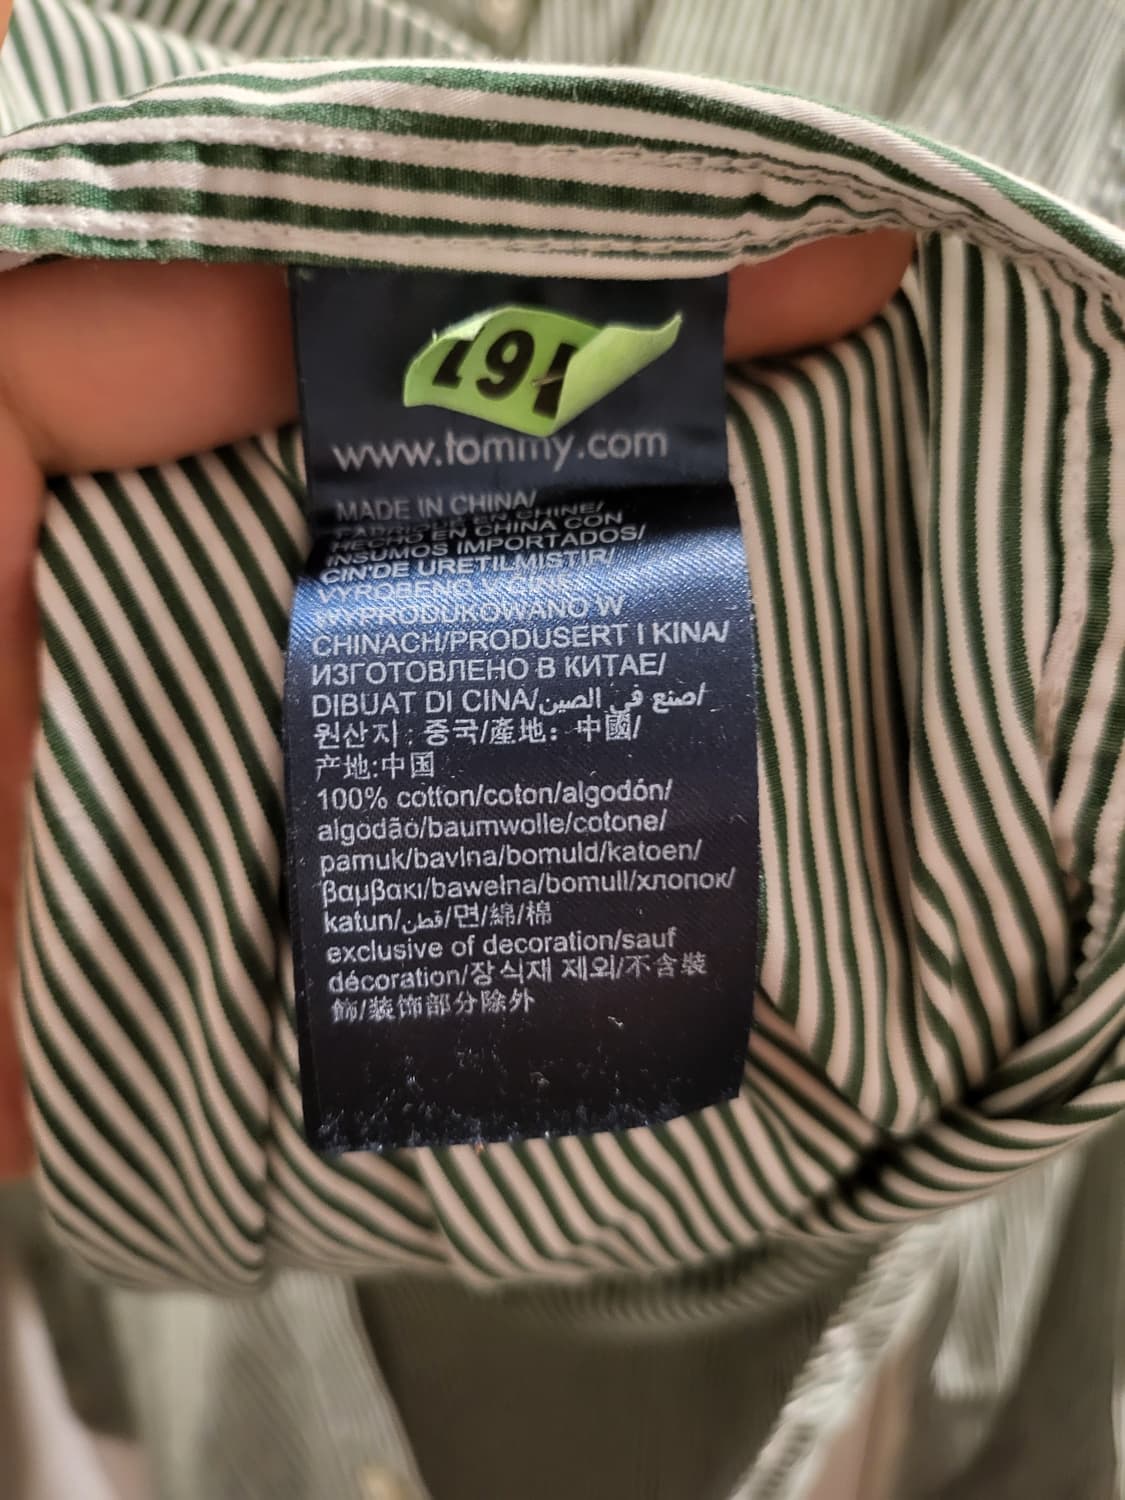 191
www.tommy.com
MADE IN CHINA/
FABRIQUE EN CHINE/
HECHO EN CHINA CON
INSUMOS IMPORTADOS/
CIN'DE URETILMISTIR/
VYROBENO V ČÍNE/
WYPRODUKOWANO W
CHINACH/PRODUSERT I KINA/
ИЗГОТОВЛЕНО В КИТАЕ/
DIBUAT DI CINA/صنع في الصين/
원산지: 중국/產地: 中國/
产地:中国
100% cotton/coton/algodón/
algodão/baumwolle/cotone/
pamuk/bavlna/bomuld/katoen/
βαμβακι/bawełna/bomull/хлопок/
katun/قطن/면/綿/棉
exclusive of decoration/sauf
décoration/장식재 제외/不含裝
飾/装饰部分除外